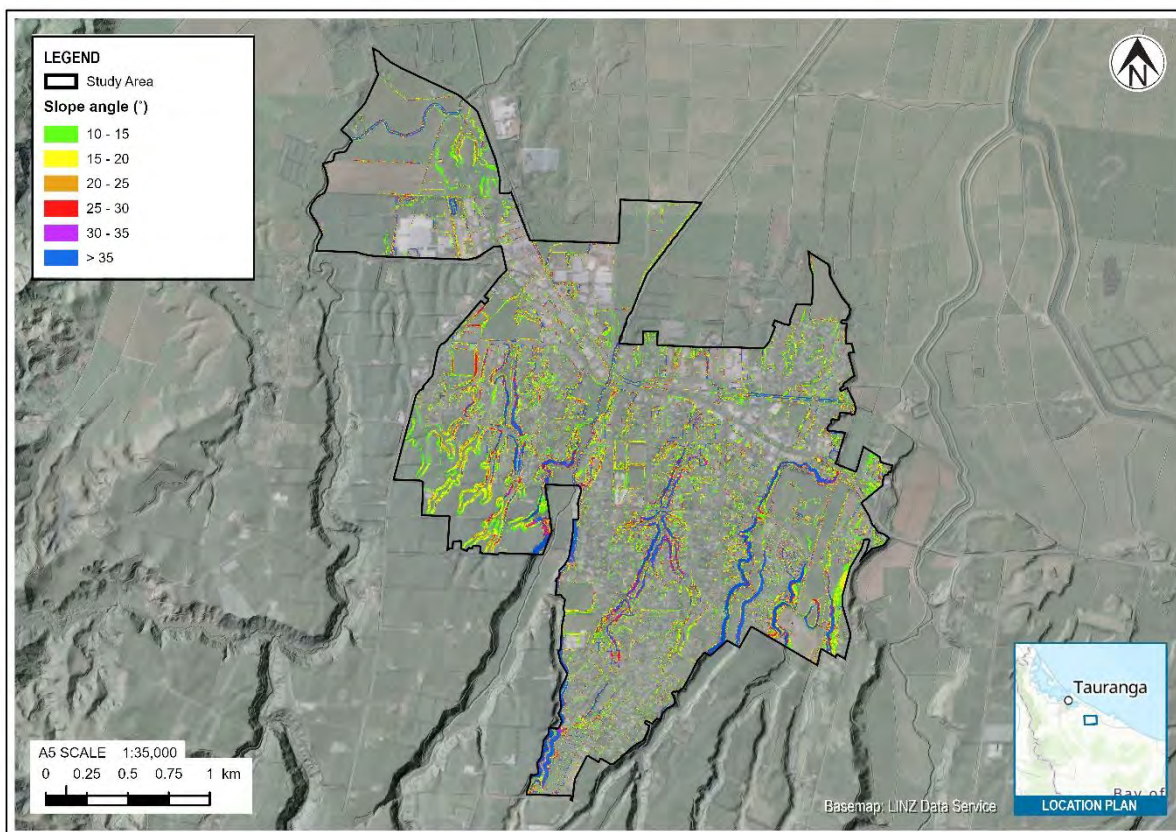 LEGEND
Study Area
Slope angle (°)
10 - 15
15 - 20
20 - 25
25 - 30
30 - 35
> 35
N
A5 SCALE 1:35,000
0 0.25 0.5 0.75 1 km
Basemap: LINZ Data Service
Tauranga
Bay of
LOCATION PLAN